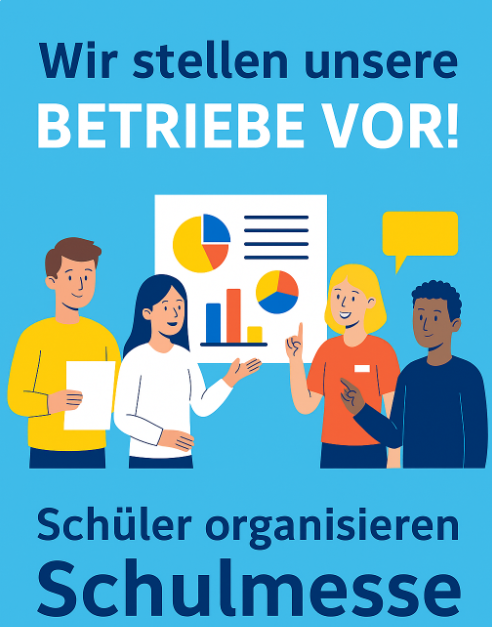 Wir stellen unsere
BETRIEBE VOR!
Schüler organisieren
Schulmesse